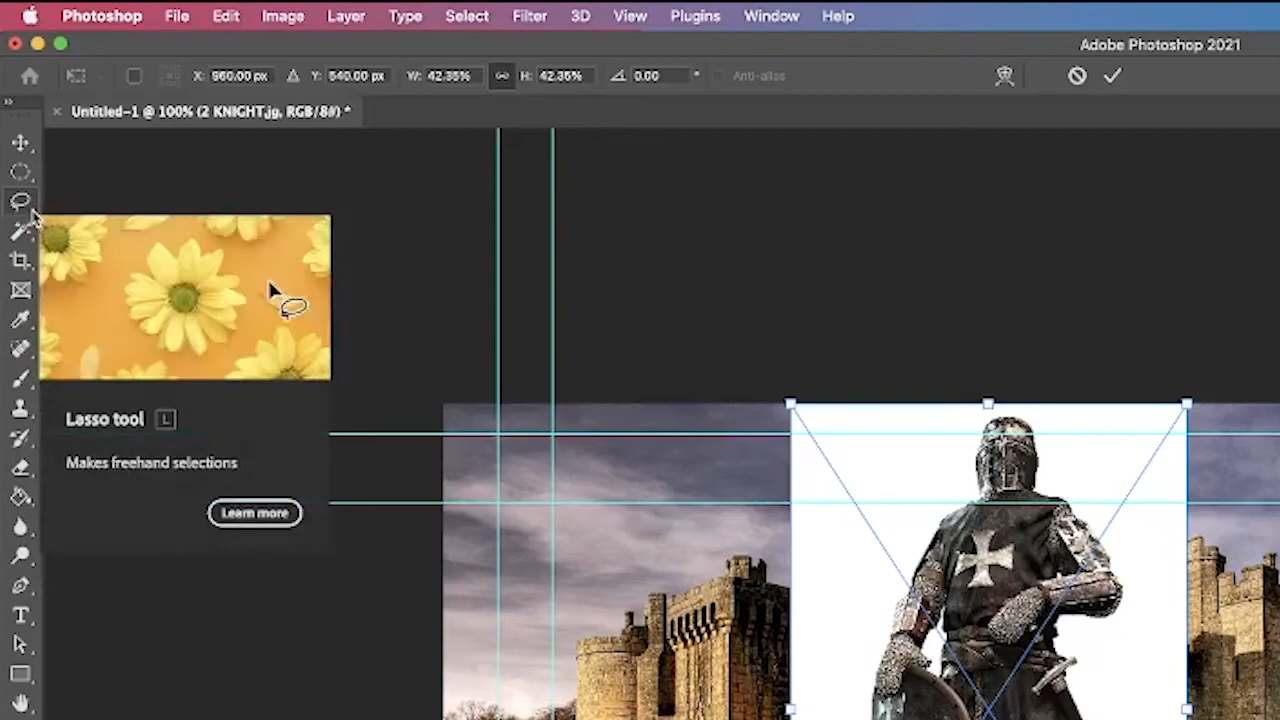 Photoshop File Edit Image Layer Type Select Filter 3D View Plugins Window Help
Adobe Photoshop 2021
X: 960.00 px Y: 540.00 px W: 42.35% H: 42.36% 0.00 ° Anti-alias
Untitled-1 @ 100% (2 KNIGHT.jg, RGB/8#) *
Lasso tool L
Makes freehand selections
Learn more